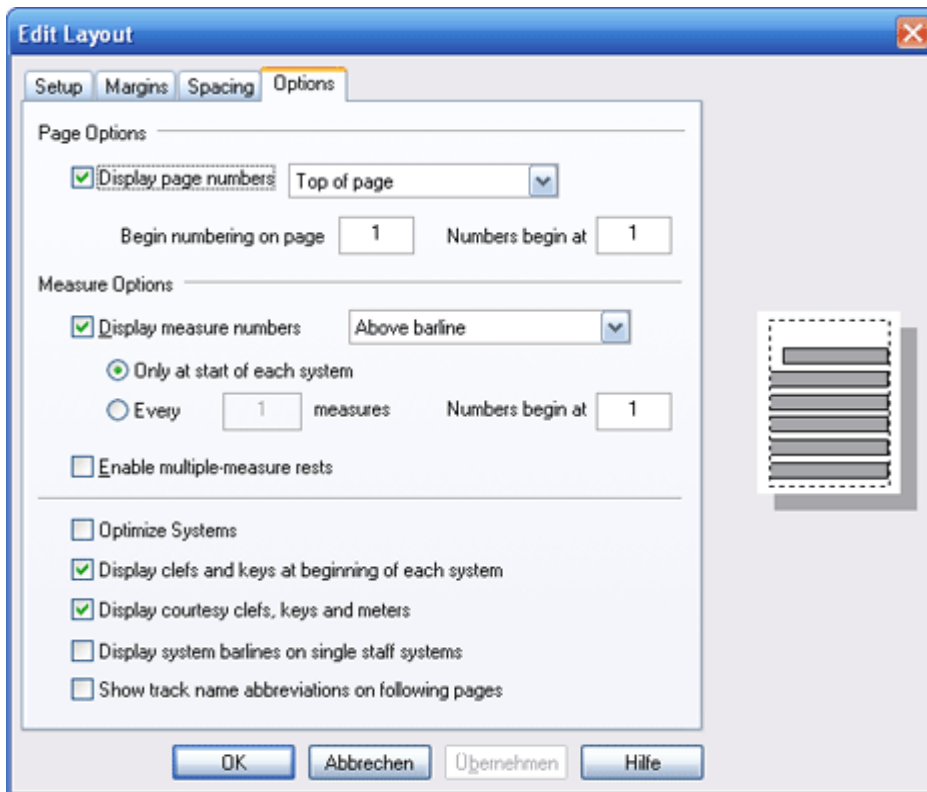 Edit Layout
Setup Margins Spacing Options
Page Options
Display page numbers Top of page
Begin numbering on page 1 Numbers begin at 1
Measure Options
Display measure numbers Above barline
Only at start of each system
Every 1 measures Numbers begin at 1
Enable multiple-measure rests
Optimize Systems
Display clefs and keys at beginning of each system
Display courtesy clefs, keys and meters
Display system barlines on single staff systems
Show track name abbreviations on following pages
OK Abbrechen Übernehmen Hilfe